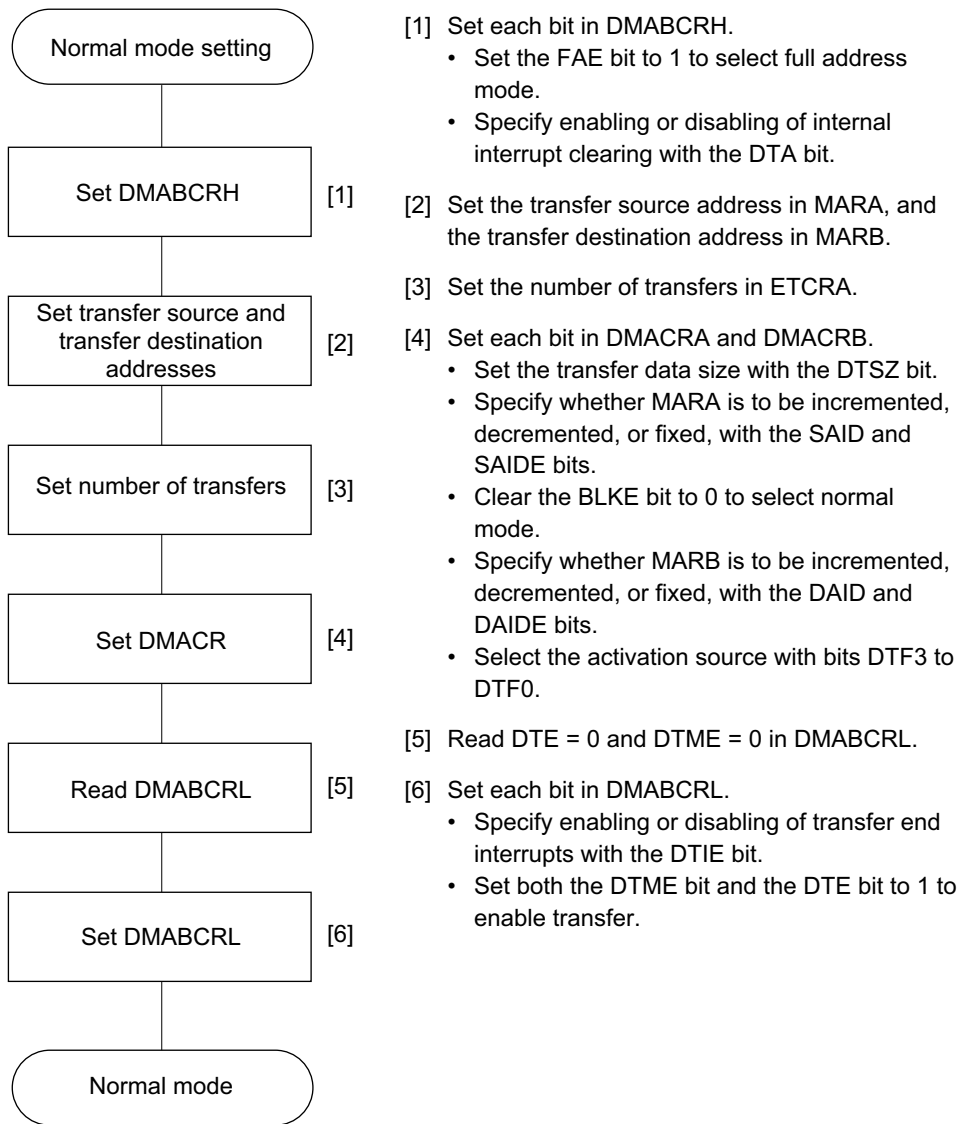 Normal mode setting
Set DMABCRH
[1]
Set transfer source and
transfer destination
addresses
[2]
Set number of transfers
[3]
Set DMACR
[4]
Read DMABCRL
[5]
Set DMABCRL
[6]
Normal mode
[1] Set each bit in DMABCRH.
• Set the FAE bit to 1 to select full address
mode.
• Specify enabling or disabling of internal
interrupt clearing with the DTA bit.
[2] Set the transfer source address in MARA, and
the transfer destination address in MARB.
[3] Set the number of transfers in ETCRA.
[4] Set each bit in DMACRA and DMACRB.
• Set the transfer data size with the DTSZ bit.
• Specify whether MARA is to be incremented,
decremented, or fixed, with the SAID and
SAIDE bits.
• Clear the BLKE bit to 0 to select normal
mode.
• Specify whether MARB is to be incremented,
decremented, or fixed, with the DAID and
DAIDE bits.
• Select the activation source with bits DTF3 to
DTF0.
[5] Read DTE = 0 and DTME = 0 in DMABCRL.
[6] Set each bit in DMABCRL.
• Specify enabling or disabling of transfer end
interrupts with the DTIE bit.
• Set both the DTME bit and the DTE bit to 1 to
enable transfer.